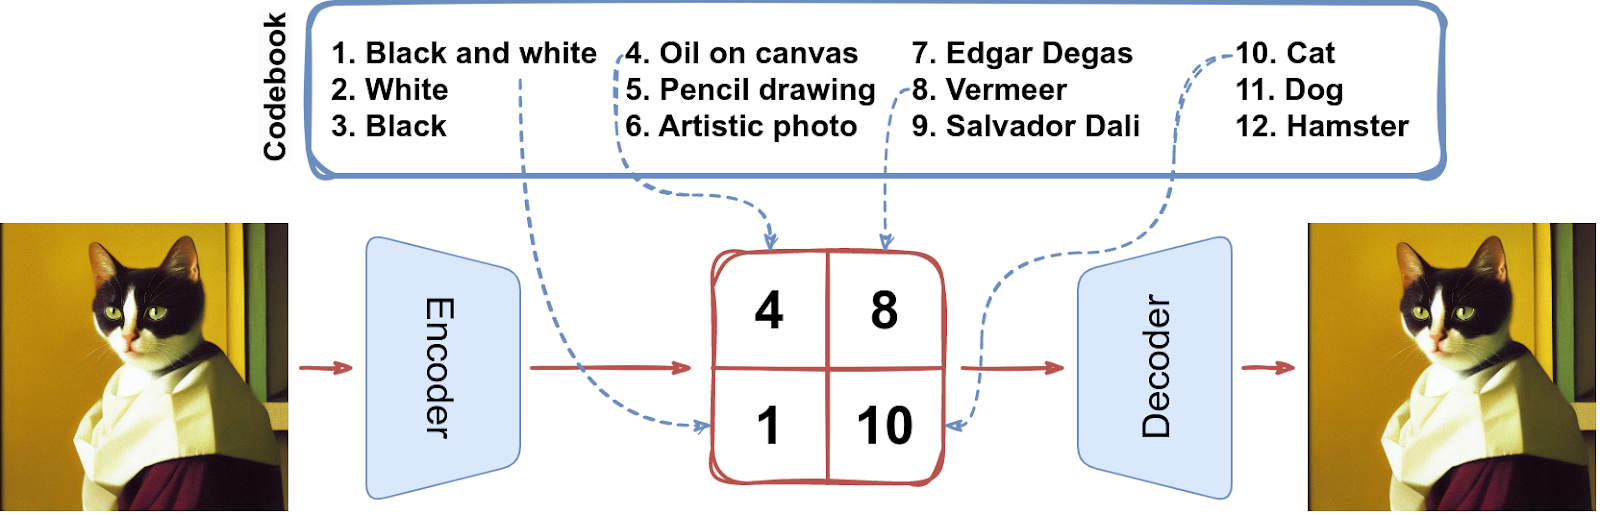 Codebook
1. Black and white
2. White
3. Black
4. Oil on canvas
5. Pencil drawing
6. Artistic photo
7. Edgar Degas
8. Vermeer
9. Salvador Dali
10. Cat
11. Dog
12. Hamster
Encoder
4 8
1 10
Decoder